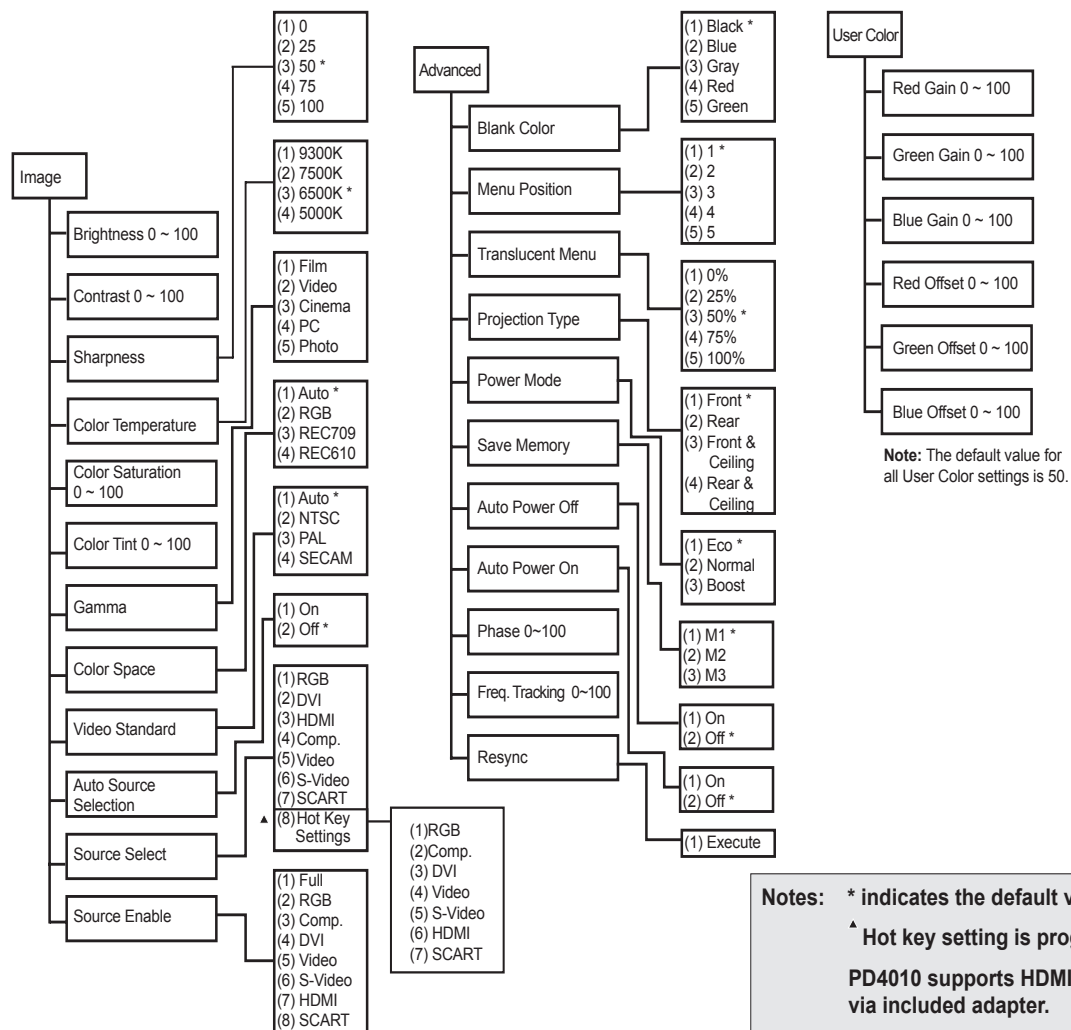 Image
Brightness 0 ~ 100
Contrast 0 ~ 100
Sharpness
Color Temperature
Color Saturation
0 ~ 100
Color Tint 0 ~ 100
Gamma
Color Space
Video Standard
Auto Source
Selection
Source Select
Source Enable
(1) 0
(2) 25
(3) 50 *
(4) 75
(5) 100
(1) 9300K
(2) 7500K
(3) 6500K *
(4) 5000K
(1) Film
(2) Video
(3) Cinema
(4) PC
(5) Photo
(1) Auto *
(2) RGB
(3) REC709
(4) REC610
(1) Auto *
(2) NTSC
(3) PAL
(4) SECAM
(1) On
(2) Off *
(1)RGB
(2)DVI
(3)HDMI
(4)Comp.
(5)Video
(6)S-Video
(7)SCART
▲ (8)Hot Key
Settings
(1) Full
(2) RGB
(3) Comp.
(4) DVI
(5) Video
(6) S-Video
(7) HDMI
(8) SCART
(1)RGB
(2)Comp.
(3) DVI
(4) Video
(5) S-Video
(6) HDMI
(7) SCART
Advanced
Blank Color
Menu Position
Translucent Menu
Projection Type
Power Mode
Save Memory
Auto Power Off
Auto Power On
Phase 0~100
Freq. Tracking 0~100
Resync
(1) Black *
(2) Blue
(3) Gray
(4) Red
(5) Green
(1) 1 *
(2) 2
(3) 3
(4) 4
(5) 5
(1) 0%
(2) 25%
(3) 50% *
(4) 75%
(5) 100%
(1) Front *
(2) Rear
(3) Front &
Ceiling
(4) Rear &
Ceiling
(1) Eco *
(2) Normal
(3) Boost
(1) M1 *
(2) M2
(3) M3
(1) On
(2) Off *
(1) On
(2) Off *
(1) Execute
User Color
Red Gain 0 ~ 100
Green Gain 0 ~ 100
Blue Gain 0 ~ 100
Red Offset 0 ~ 100
Green Offset 0 ~ 100
Blue Offset 0 ~ 100
Note: The default value for
all User Color settings is 50.
Notes: * indicates the default
▲ Hot key setting is
PD4010 supports HDMI
via included adapter.